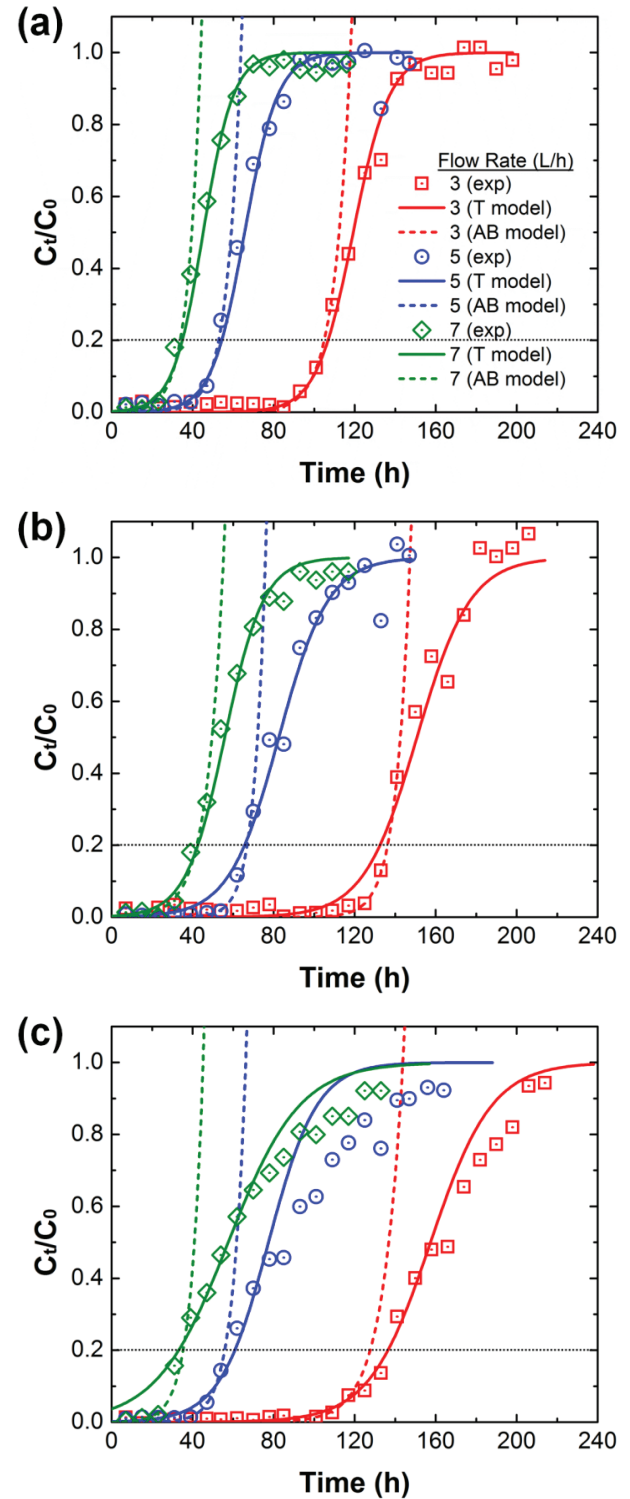 (a)
1.0
0.8
0.6
0.4
0.2
0.0
Cₜ/C₀
Flow Rate (L/h)
3 (exp)
3 (T model)
3 (AB model)
5 (exp)
5 (T model)
5 (AB model)
7 (exp)
7 (T model)
7 (AB model)
0 40 80 120 160 200 240
Time (h)
(b)
1.0
0.8
0.6
0.4
0.2
0.0
Cₜ/C₀
0 40 80 120 160 200 240
Time (h)
(c)
1.0
0.8
0.6
0.4
0.2
0.0
Cₜ/C₀
0 40 80 120 160 200 240
Time (h)